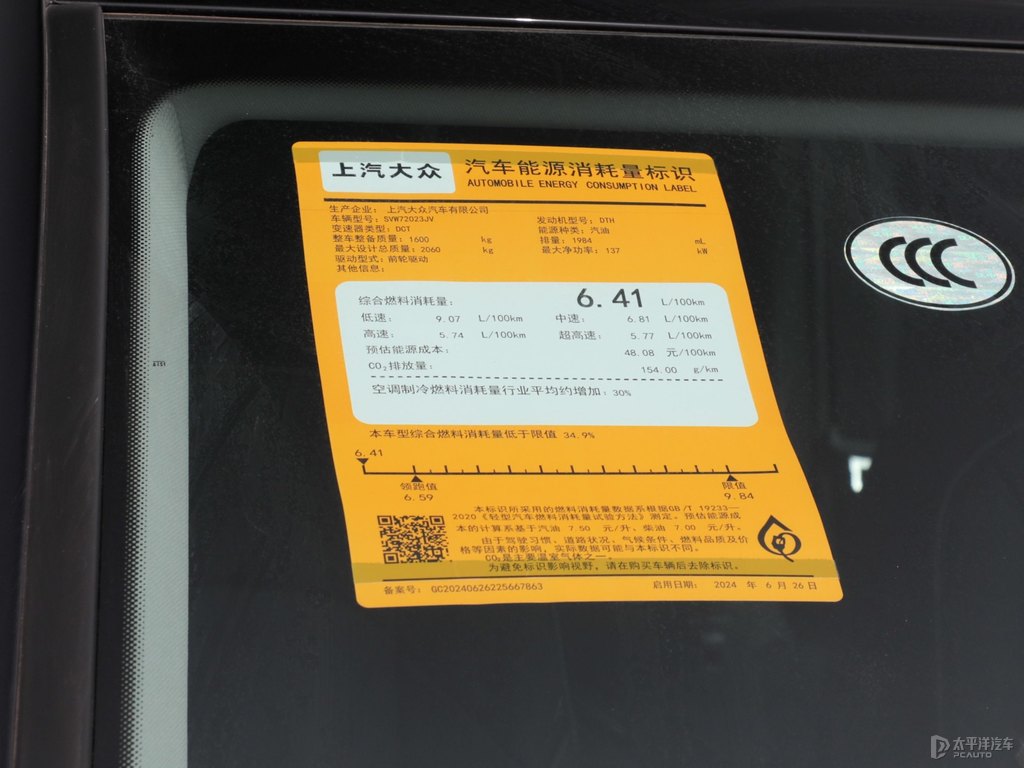 上汽大众
汽车能源消耗量标识
AUTOMOBILE ENERGY CONSUMPTION LABEL
生产企业： 上汽大众汽车有限公司
车辆型号：SVW72023JV 发动机型号：DTH
变速器类型：DCT 能源种类：汽油
整车整备质量：1600 kg 排量：1984 mL
最大设计总质量：2060 kg 最大净功率：137 kW
驱动型式：前轮驱动
其他信息：
综合燃料消耗量： 6.41 L/100km
低速： 9.07 L/100km 中速： 6.81 L/100km
高速： 5.74 L/100km 超高速： 5.77 L/100km
预估能源成本： 48.08 元/100km
CO₂排放量： 154.00 g/km
空调制冷燃料消耗量行业平均约增加：30%
本车型综合燃料消耗量低于限值 34.9%
6.41
领跑值 限值
6.59 9.84
本标识所采用的燃料消耗量数据系根据GB/T 19233—
2020《轻型汽车燃料消耗量试验方法》测定。预估能源成
本的计算系基于汽油 7.50 元/升、柴油 7.00 元/升。
由于驾驶习惯、道路状况、气候条件、燃料品质及价
格等因素的影响，实际数据可能与本标识不同。
CO₂是主要温室气体之一。
为避免标识影响视野，请在购买车辆后去除标识。
备案号： GC20240626225667863 启用日期： 2024 年 6 月 26 日
CCC
太平洋汽车
PCAUTO